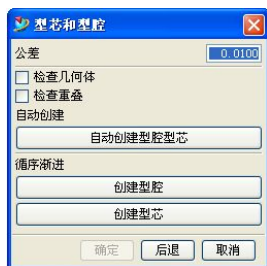 型芯和型腔
公差 0.0100
检查几何体
检查重叠
自动创建
自动创建型腔型芯
循序渐进
创建型腔
创建型芯
确定 后退 取消